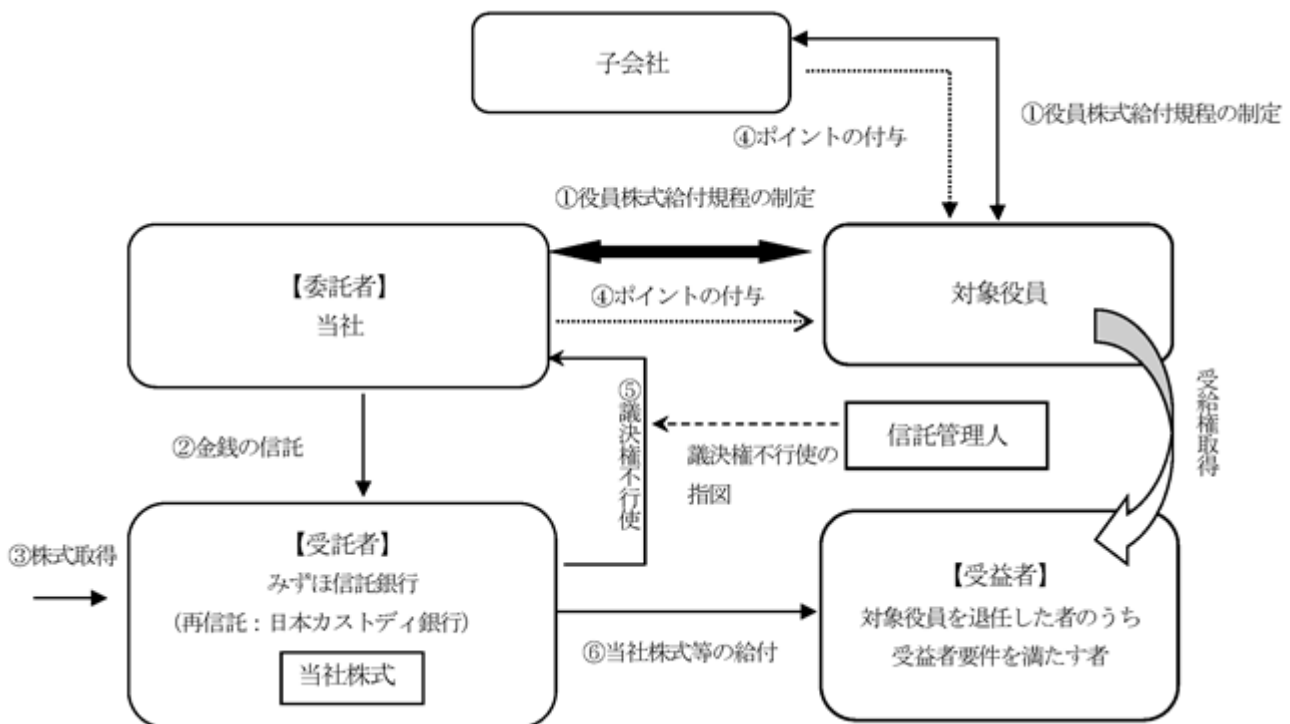 子会社
①役員株式給付規程の制定
④ポイントの付与
①役員株式給付規程の制定
【委託者】
当社
④ポイントの付与
対象役員
②金銭の信託
⑤議決権不行使
議決権不行使の
指図
信託管理人
受給権取得
③株式取得
【受託者】
みずほ信託銀行
(再信託：日本カストディ銀行)
当社株式
⑥当社株式等の給付
【受益者】
対象役員を退任した者のうち
受益者要件を満たす者